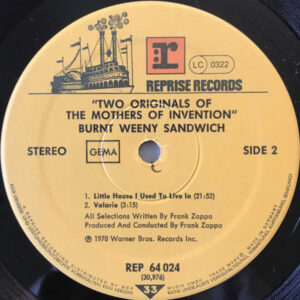 r
LC 0322
REPRISE RECORDS
"TWO ORIGINALS OF
THE MOTHERS OF INVENTION"
BURNT WEENY SANDWICH
STEREO GEMA SIDE 2
1. Little House I Used To Live In (21:52)
2. Valarie (3:15)
All Selections Written By Frank Zappa
Produced And Conducted By Frank Zappa
℗ 1970 Warner Bros. Records Inc.
REP 64 024
(30,976)
33